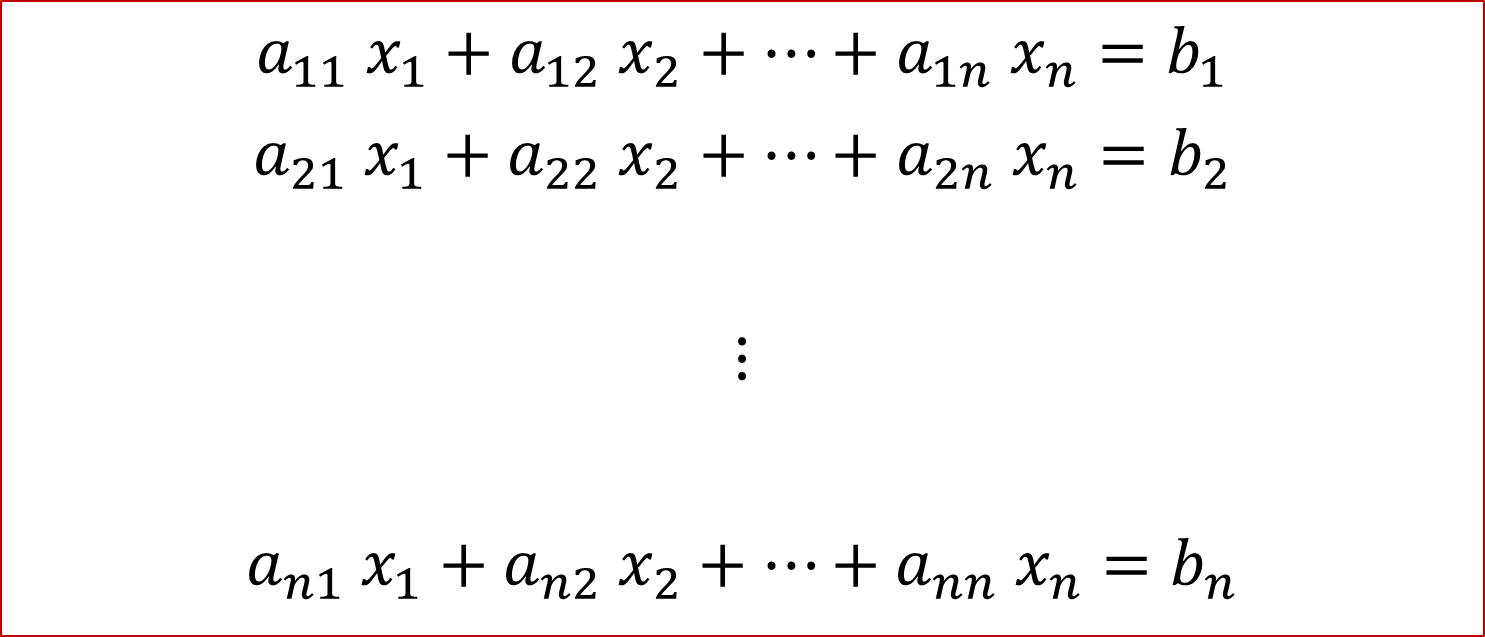 a₁₁ x₁ + a₁₂ x₂ + ⋯ + a₁ₙ xₙ = b₁
a₂₁ x₁ + a₂₂ x₂ + ⋯ + a₂ₙ xₙ = b₂
⋮
aₙ₁ x₁ + aₙ₂ x₂ + ⋯ + aₙₙ xₙ = bₙ